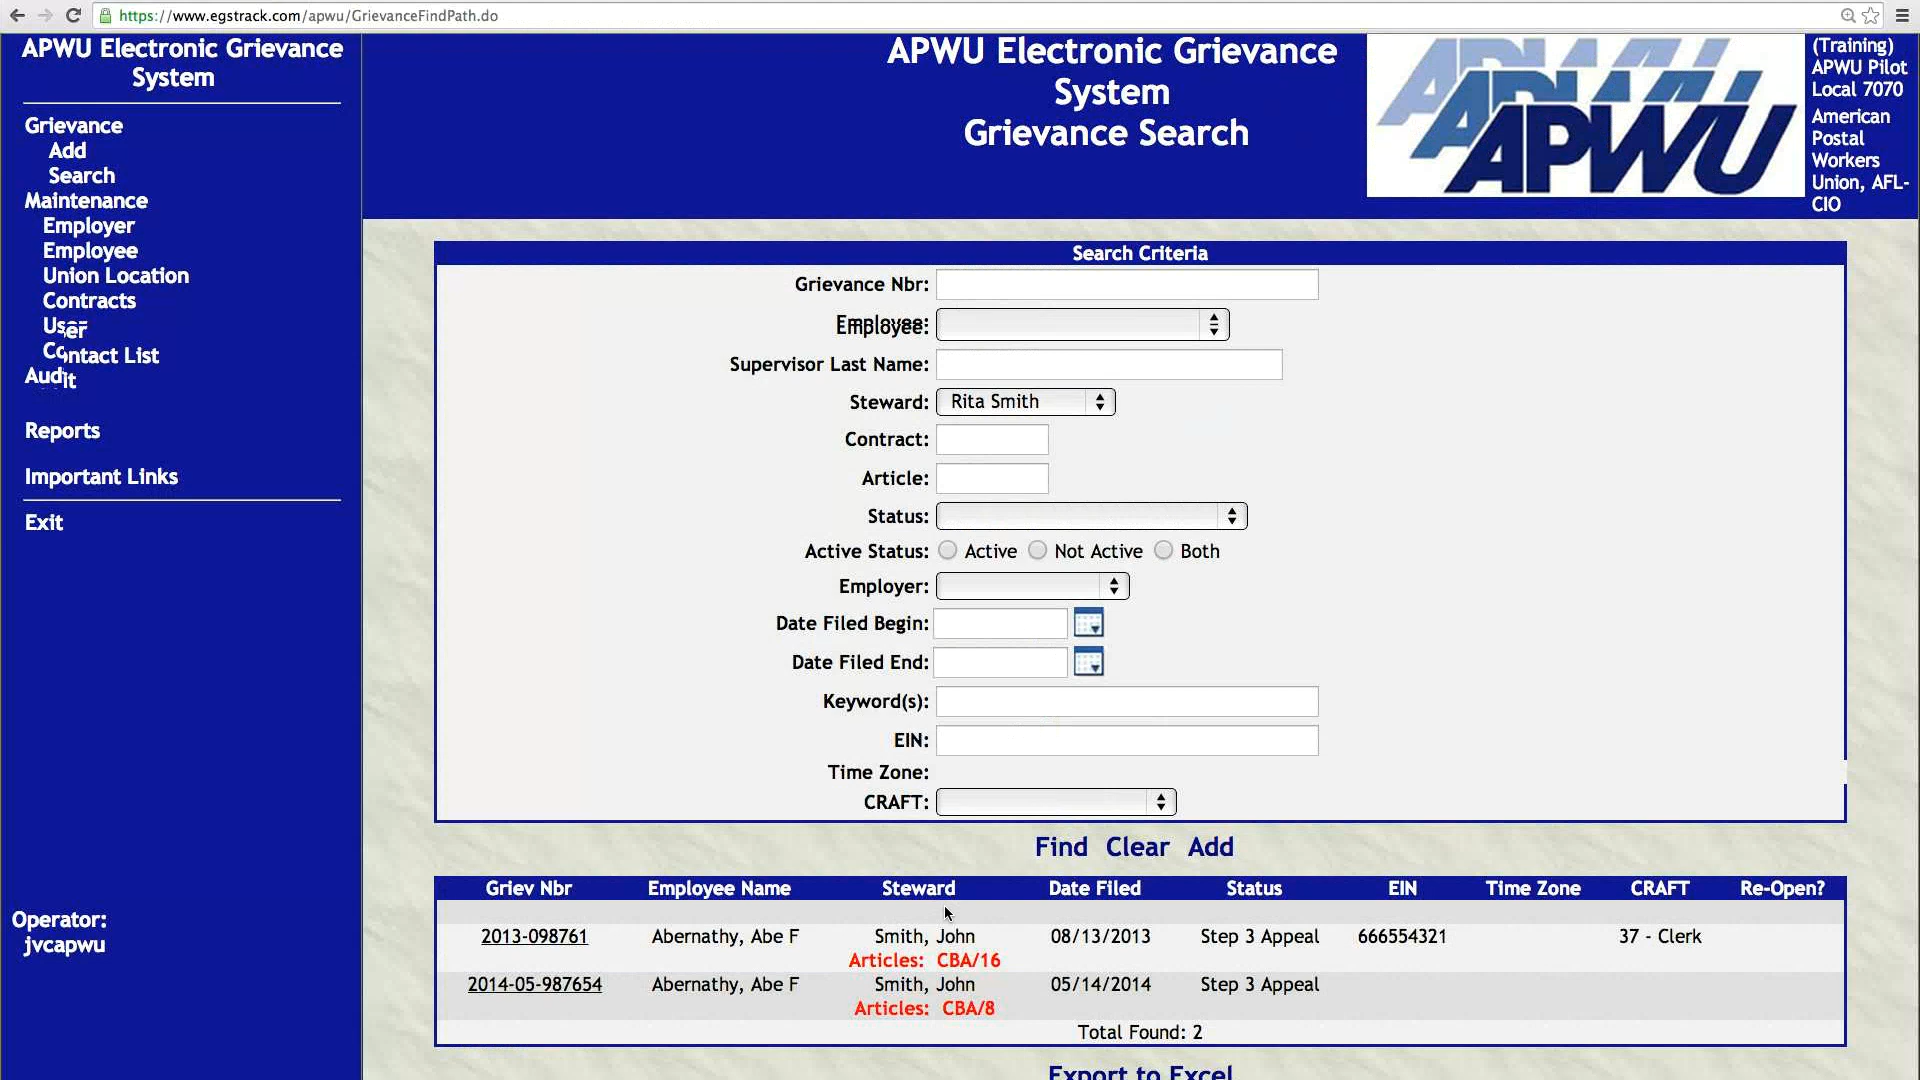 https://www.egstrack.com/apwu/GrievanceFindPath.do
APWU Electronic Grievance
System
Grievance
Add
Search
Maintenance
Employer
Employee
Union Location
Contracts
User
Contact List
Audit
Reports
Important Links
Exit
Operator:
jvcapwu
APWU Electronic Grievance
System
Grievance Search
APWU
(Training)
APWU Pilot
Local 7070
American
Postal
Workers
Union, AFL-
CIO
Search Criteria
Grievance Nbr:
Employee:
Supervisor Last Name:
Steward: Rita Smith
Contract:
Article:
Status:
Active Status: Active Not Active Both
Employer:
Date Filed Begin:
Date Filed End:
Keyword(s):
EIN:
Time Zone:
CRAFT:
Find Clear Add
Griev Nbr Employee Name Steward Date Filed Status EIN Time Zone CRAFT Re-Open?
2013-098761 Abernathy, Abe F Smith, John 08/13/2013 Step 3 Appeal 666554321 37 - Clerk
Articles: CBA/16
2014-05-987654 Abernathy, Abe F Smith, John 05/14/2014 Step 3 Appeal
Articles: CBA/8
Total Found: 2
Export to Excel